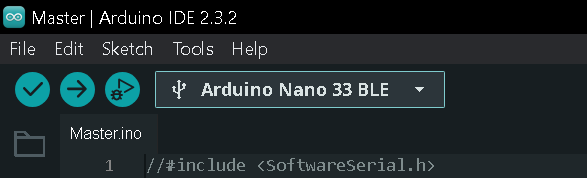 Master | Arduino IDE 2.3.2
File Edit Sketch Tools Help
Arduino Nano 33 BLE
Master.ino
1 //#include <SoftwareSerial.h>